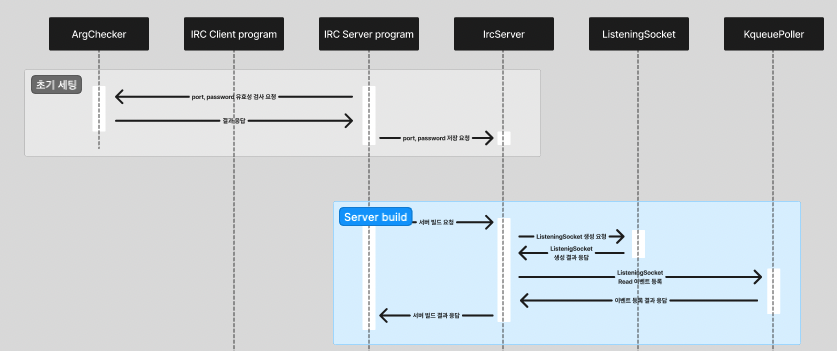 ArgChecker
IRC Client program
IRC Server program
IrcServer
ListeningSocket
KqueuePoller
초기 세팅
port, password 유효성 검사 요청
결과 응답
port, password 저장 요청
Server build
서버 빌드 요청
ListeningSocket 생성 요청
ListenigSocket
생성 결과 응답
ListeningSocket
Read 이벤트 등록
이벤트 등록 결과 응답
서버 빌드 결과 응답